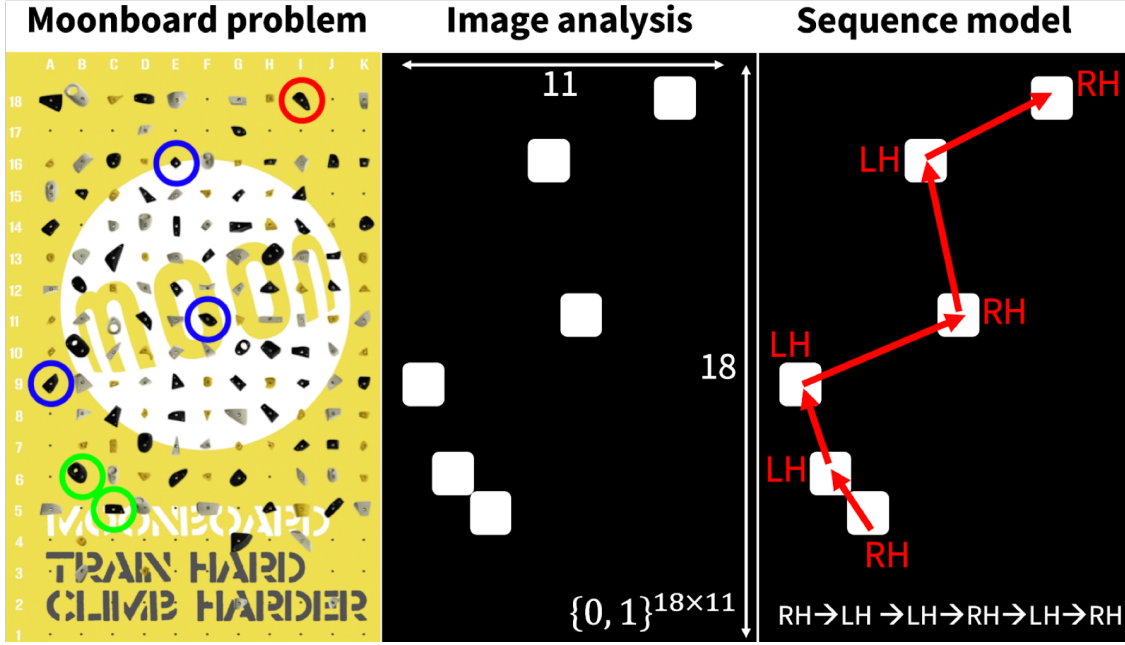 Moonboard problem
A B C D E F G H I J K
18
17
16
15
14
13
12
11
10
9
8
7
6
5
4
3
2
1
moon
MOONBOARD
TRAIN HARD
CLIMB HARDER
Image analysis
11
18
{0, 1}¹⁸ˣ¹¹
Sequence model
RH
LH
RH
LH
LH
RH
RH→LH→LH→RH→LH→RH